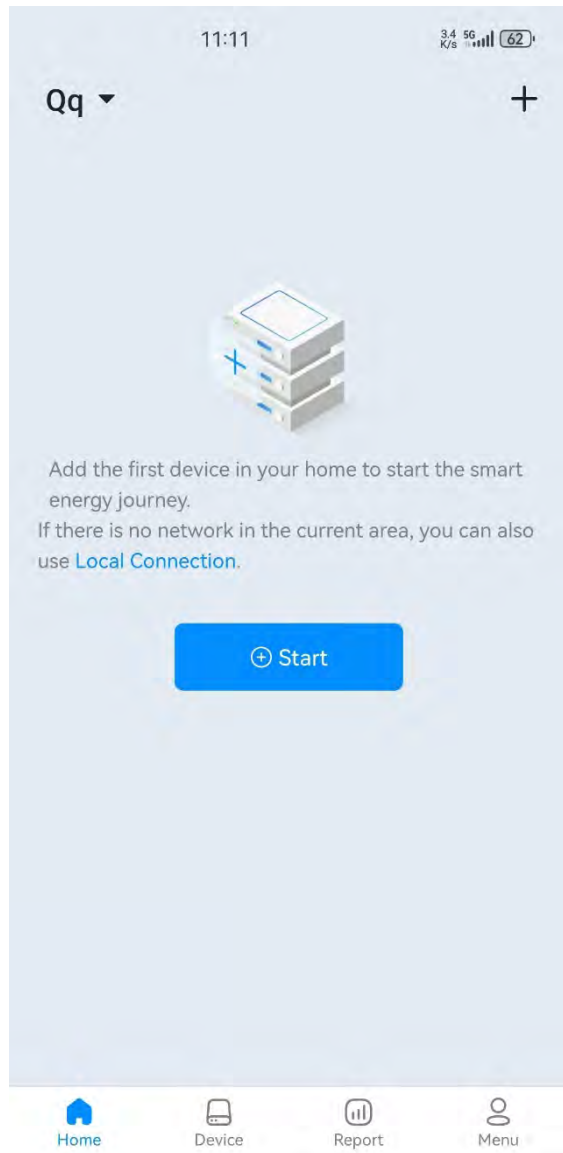 11:11
3.4 K/s 5G 62
Qq
Add the first device in your home to start the smart
energy journey.
If there is no network in the current area, you can also
use Local Connection.
Start
Home Device Report Menu